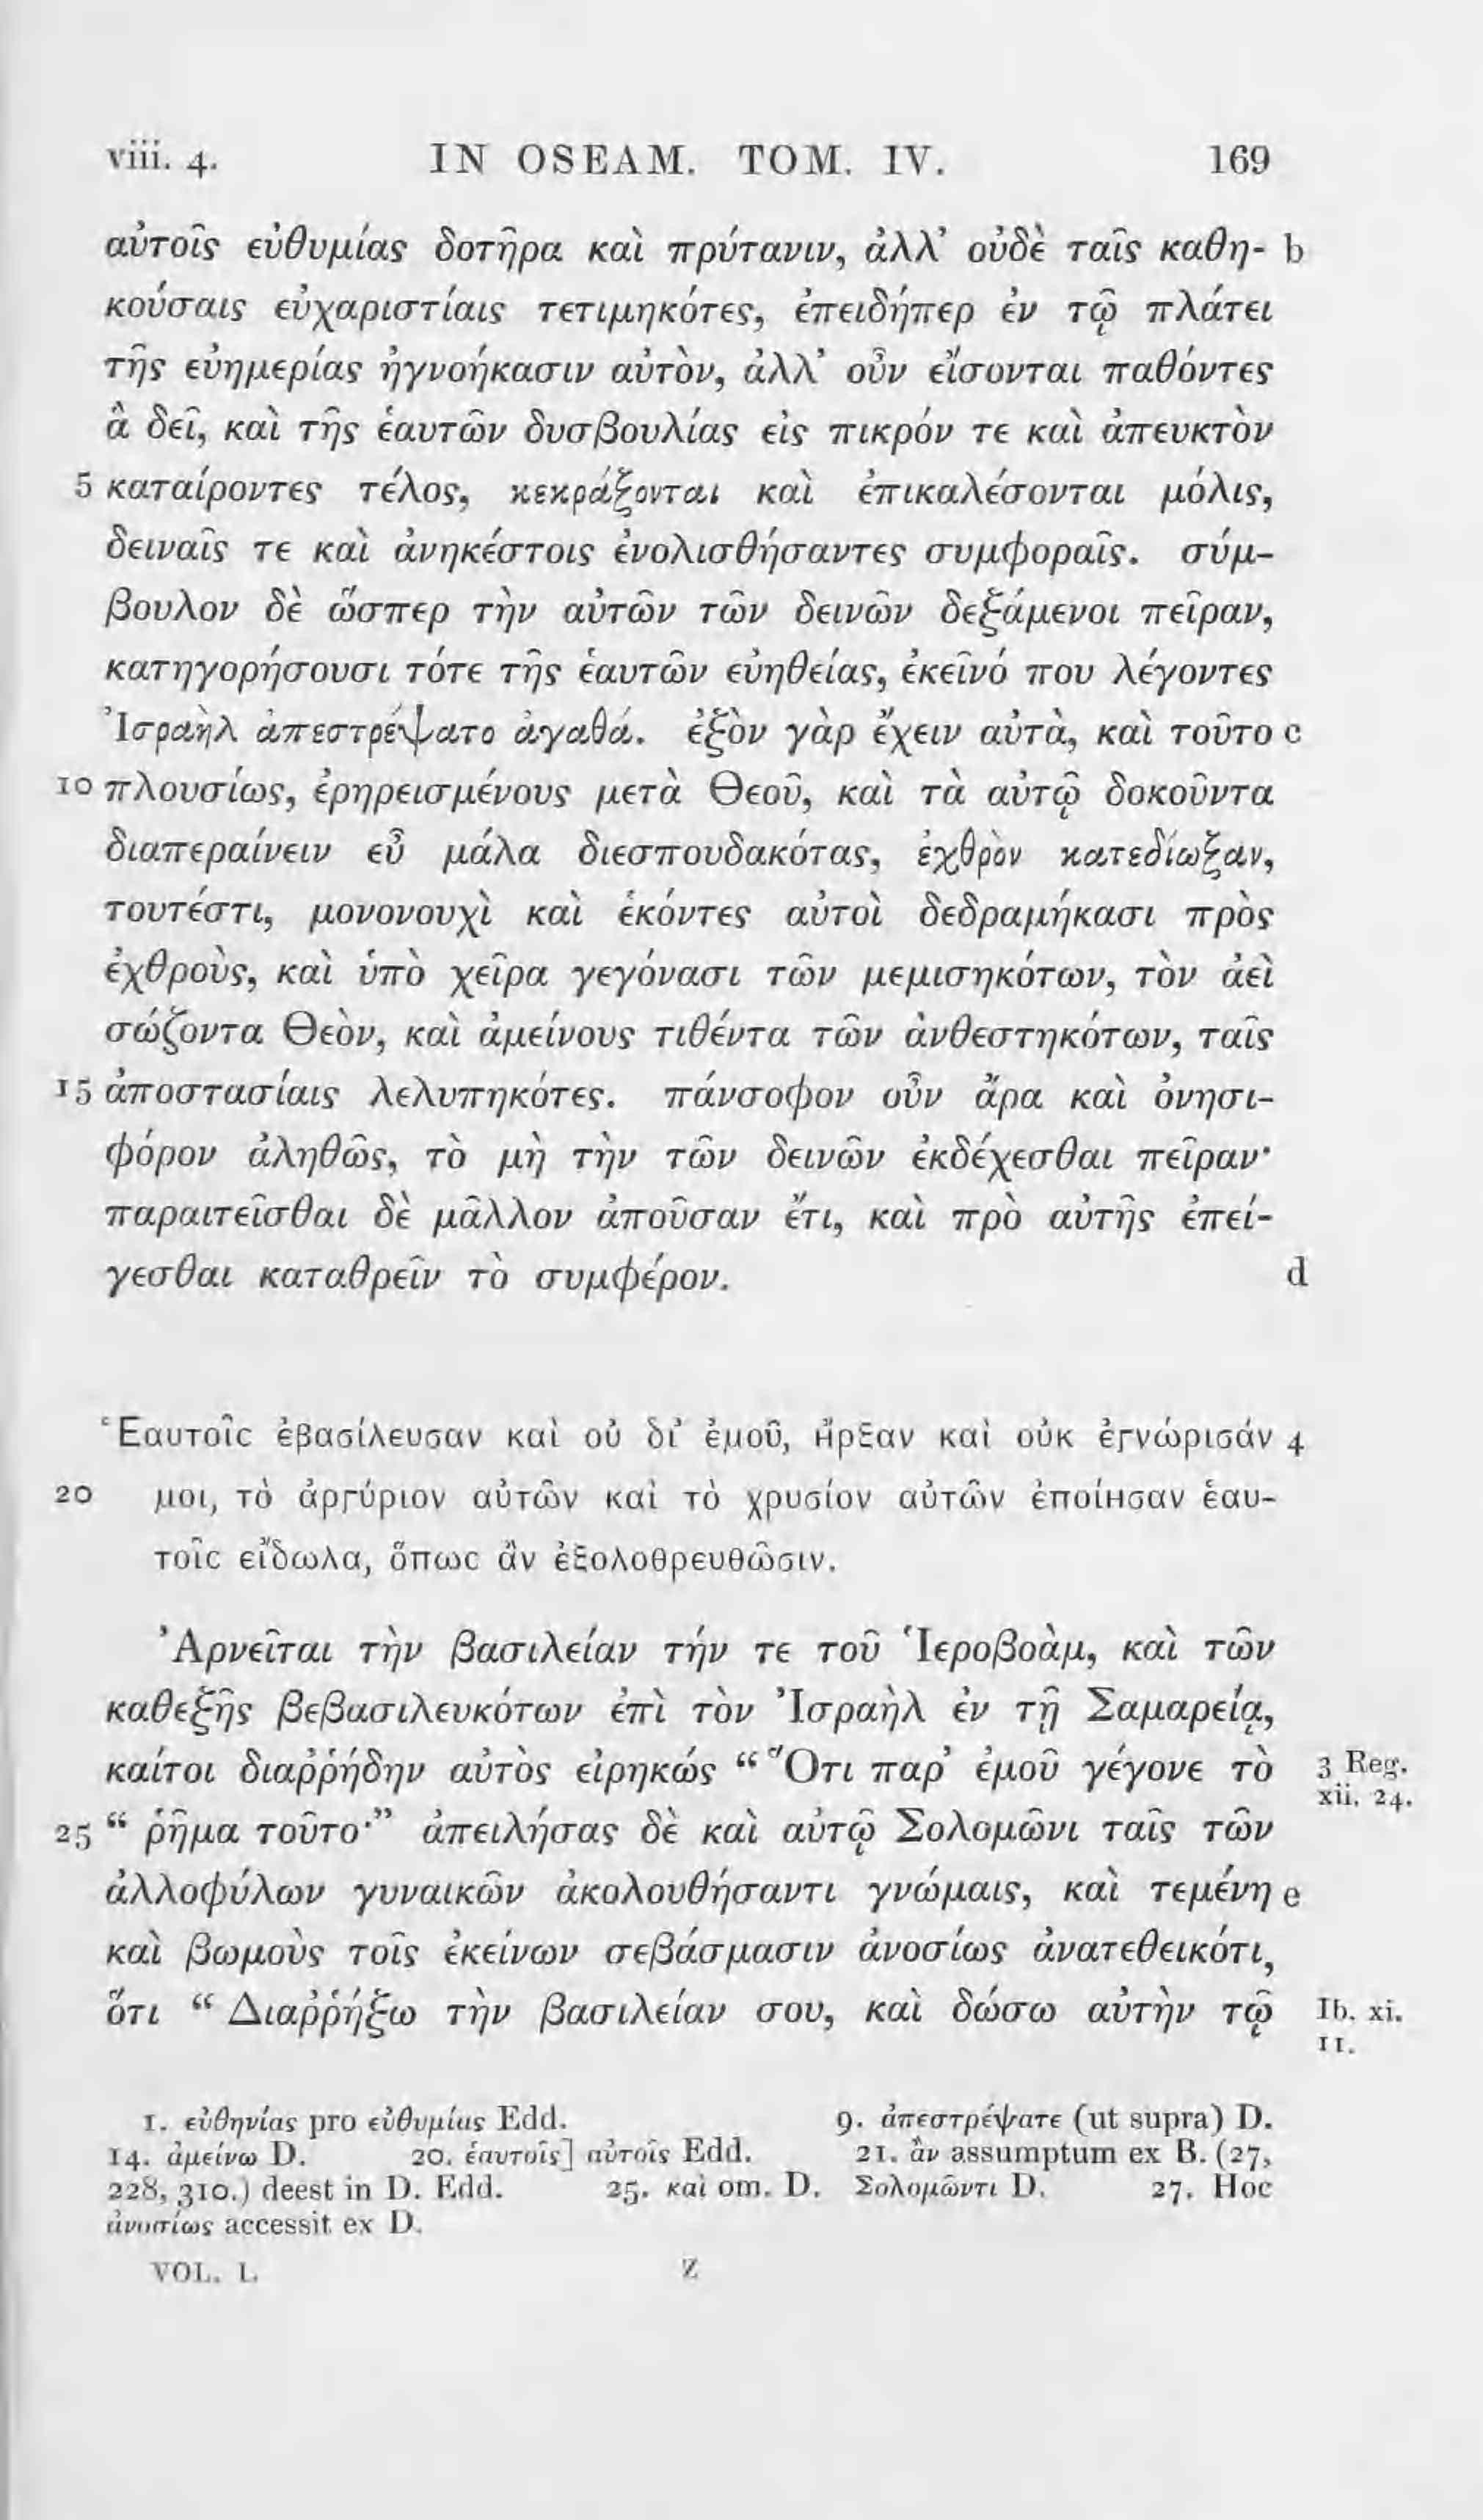 viii. 4. IN OSEAM. TOM. IV. 169
αὐτοῖς εὐθυμίας δοτῆρα καὶ πρύτανιν, ἀλλ’ οὐδὲ ταῖς καθη- b
κούσαις εὐχαριστίαις τετιμηκότες, ἐπειδήπερ ἐν τῷ πλάτει
τῆς εὐημερίας ἠγνοήκασιν αὐτὸν, ἀλλ’ οὖν εἴσονται παθόντες
ἃ δεῖ, καὶ τῆς ἑαυτῶν δυσβουλίας εἰς πικρόν τε καὶ ἀπευκτὸν
5 καταίροντες τέλος, κεκράξονται καὶ ἐπικαλέσονται μόλις,
δειναῖς τε καὶ ἀνηκέστοις ἐνολισθήσαντες συμφοραῖς. σύμ-
βουλον δὲ ὥσπερ τὴν αὐτῶν τῶν δεινῶν δεξάμενοι πεῖραν,
κατηγορήσουσι τότε τῆς ἑαυτῶν εὐηθείας, ἐκεῖνό που λέγοντες
Ἰσραὴλ ἀπεστρέψατο ἀγαθά. ἐξὸν γὰρ ἔχειν αὐτὰ, καὶ τοῦτο c
10 πλουσίως, ἐρηρεισμένους μετὰ Θεοῦ, καὶ τὰ αὐτῷ δοκοῦντα
διαπεραίνειν εὖ μάλα διεσπουδακότας, ἐχθρὸν κατεδίωξαν,
τουτέστι, μονονουχὶ καὶ ἑκόντες αὐτοὶ δεδραμήκασι πρὸς
ἐχθροὺς, καὶ ὑπὸ χεῖρα γεγόνασι τῶν μεμισηκότων, τὸν ἀεὶ
σώζοντα Θεὸν, καὶ ἀμείνους τιθέντα τῶν ἀνθεστηκότων, ταῖς
15 ἀποστασίαις λελυπηκότες. πάνσοφον οὖν ἄρα καὶ ὀνησι-
φόρον ἀληθῶς, τὸ μὴ τὴν τῶν δεινῶν ἐκδέχεσθαι πεῖραν·
παραιτεῖσθαι δὲ μᾶλλον ἀποῦσαν ἔτι, καὶ πρὸ αὐτῆς ἐπεί-
γεσθαι καταθρεῖν τὸ συμφέρον. d
Ἑαυτοῖς ἐβασίλευσαν καὶ οὐ δι’ ἐμοῦ, ἦρξαν καὶ οὐκ ἐγνώρισάν 4
20 μοι, τὸ ἀργύριον αὐτῶν καὶ τὸ χρυσίον αὐτῶν ἐποίησαν ἑαυ-
τοῖς εἴδωλα, ὅπως ἂν ἐξολοθρευθῶσιν.
Ἀρνεῖται τὴν βασιλείαν τήν τε τοῦ Ἱεροβοὰμ, καὶ τῶν
καθεξῆς βεβασιλευκότων ἐπὶ τὸν Ἰσραὴλ ἐν τῇ Σαμαρείᾳ,
καίτοι διαῤῥήδην αὐτὸς εἰρηκώς “ Ὅτι παρ’ ἐμοῦ γέγονε τὸ 3 Reg. xii. 24.
25 “ ῥῆμα τοῦτο·” ἀπειλήσας δὲ καὶ αὐτῷ Σολομῶνι ταῖς τῶν
ἀλλοφύλων γυναικῶν ἀκολουθήσαντι γνώμαις, καὶ τεμένη e
καὶ βωμοὺς τοῖς ἐκείνων σεβάσμασιν ἀνοσίως ἀνατεθεικότι,
ὅτι “ Διαῤῥήξω τὴν βασιλείαν σου, καὶ δώσω αὐτὴν τῷ Ib. xi. 11.
1. εὐθηνίας pro εὐθυμίας Edd. 9. ἀπεστρέψατε (ut supra) D.
14. ἀμείνω D. 20. ἑαυτοῖς] αὐτοῖς Edd. 21. ἂν assumptum ex B. (27,
228, 310.) deest in D. Edd. 25. καὶ om. D. Σολομῶντι D. 27. Hoc
ἀνοσίως accessit ex D.
VOL. I. Z